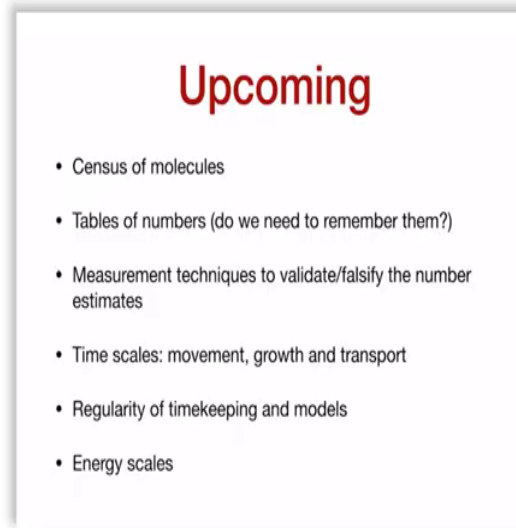 Upcoming
• Census of molecules
• Tables of numbers (do we need to remember them?)
• Measurement techniques to validate/falsify the number
estimates
• Time scales: movement, growth and transport
• Regularity of timekeeping and models
• Energy scales